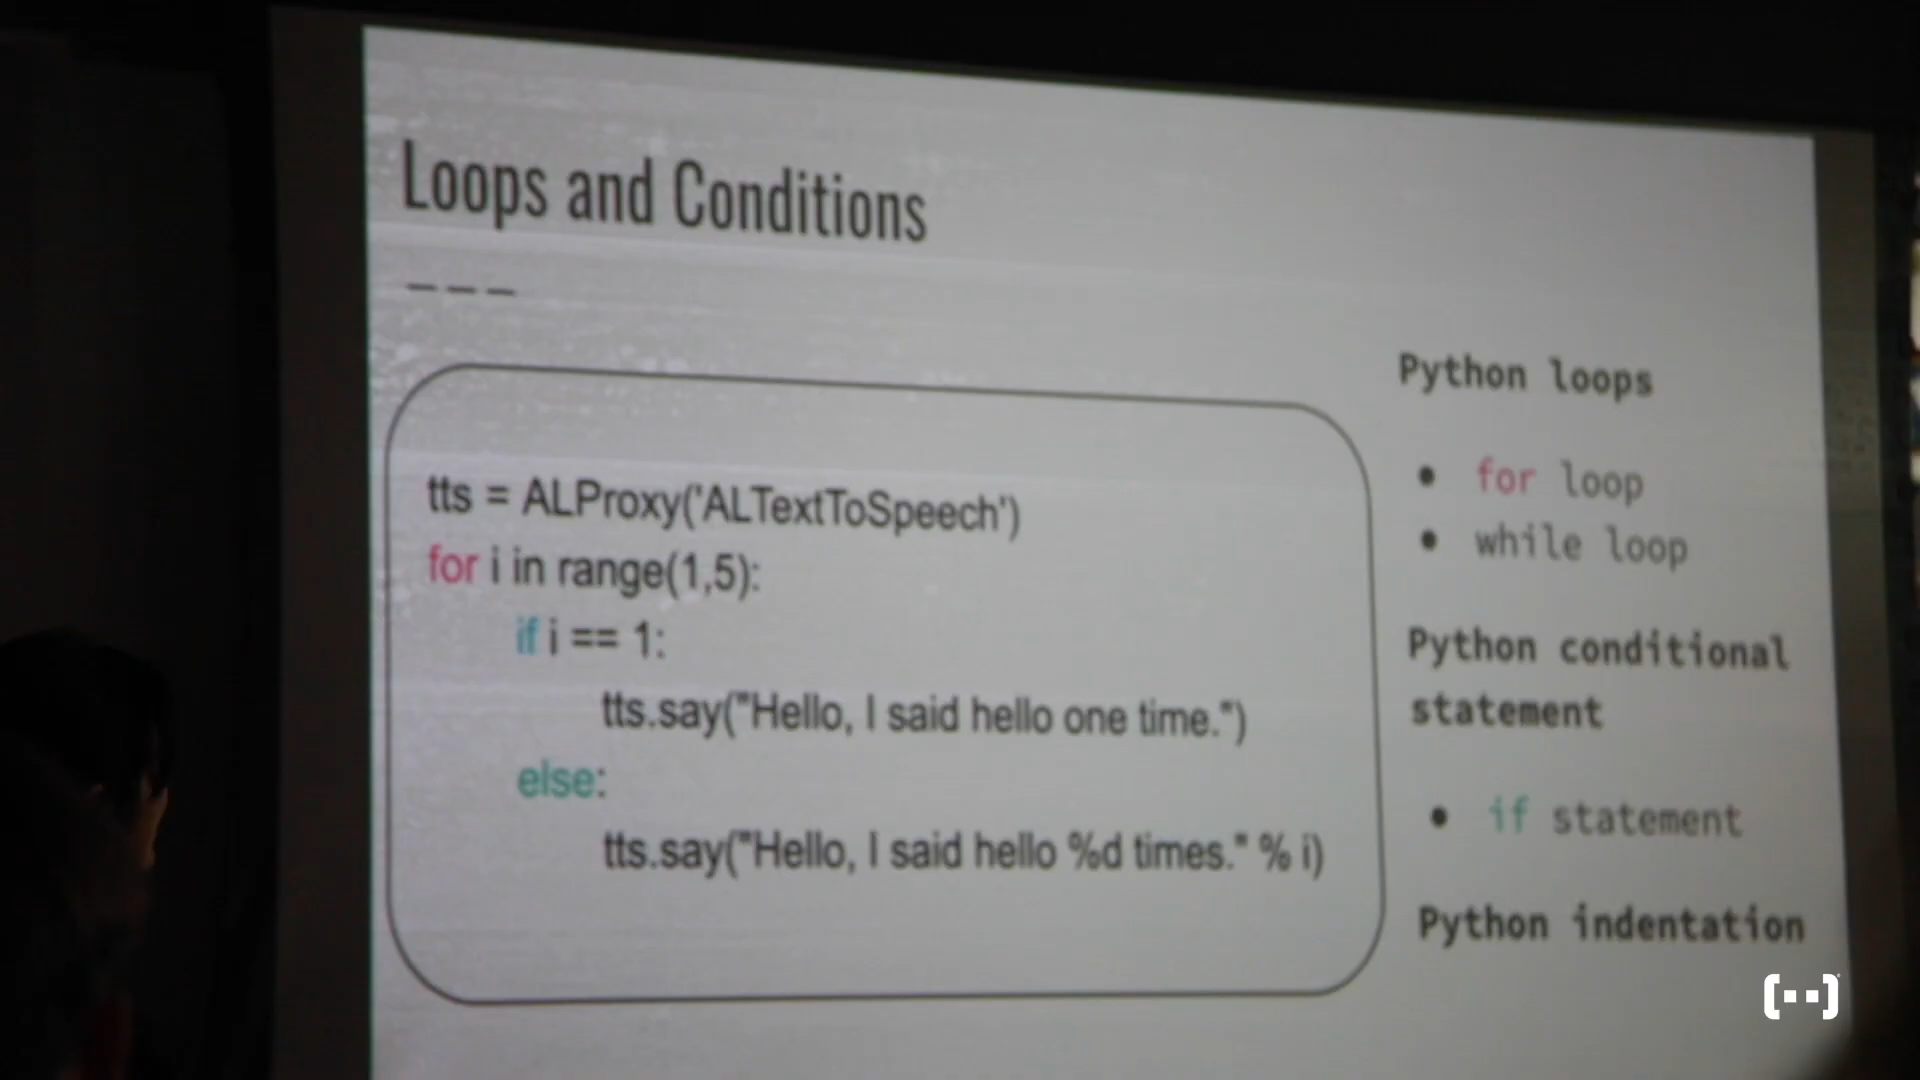 Loops and Conditions
---
tts = ALProxy('ALTextToSpeech')
for i in range(1,5):
if i == 1:
tts.say("Hello, I said hello one time.")
else:
tts.say("Hello, I said hello %d times." % i)
Python loops
• for loop
• while loop
Python conditional
statement
• if statement
Python indentation